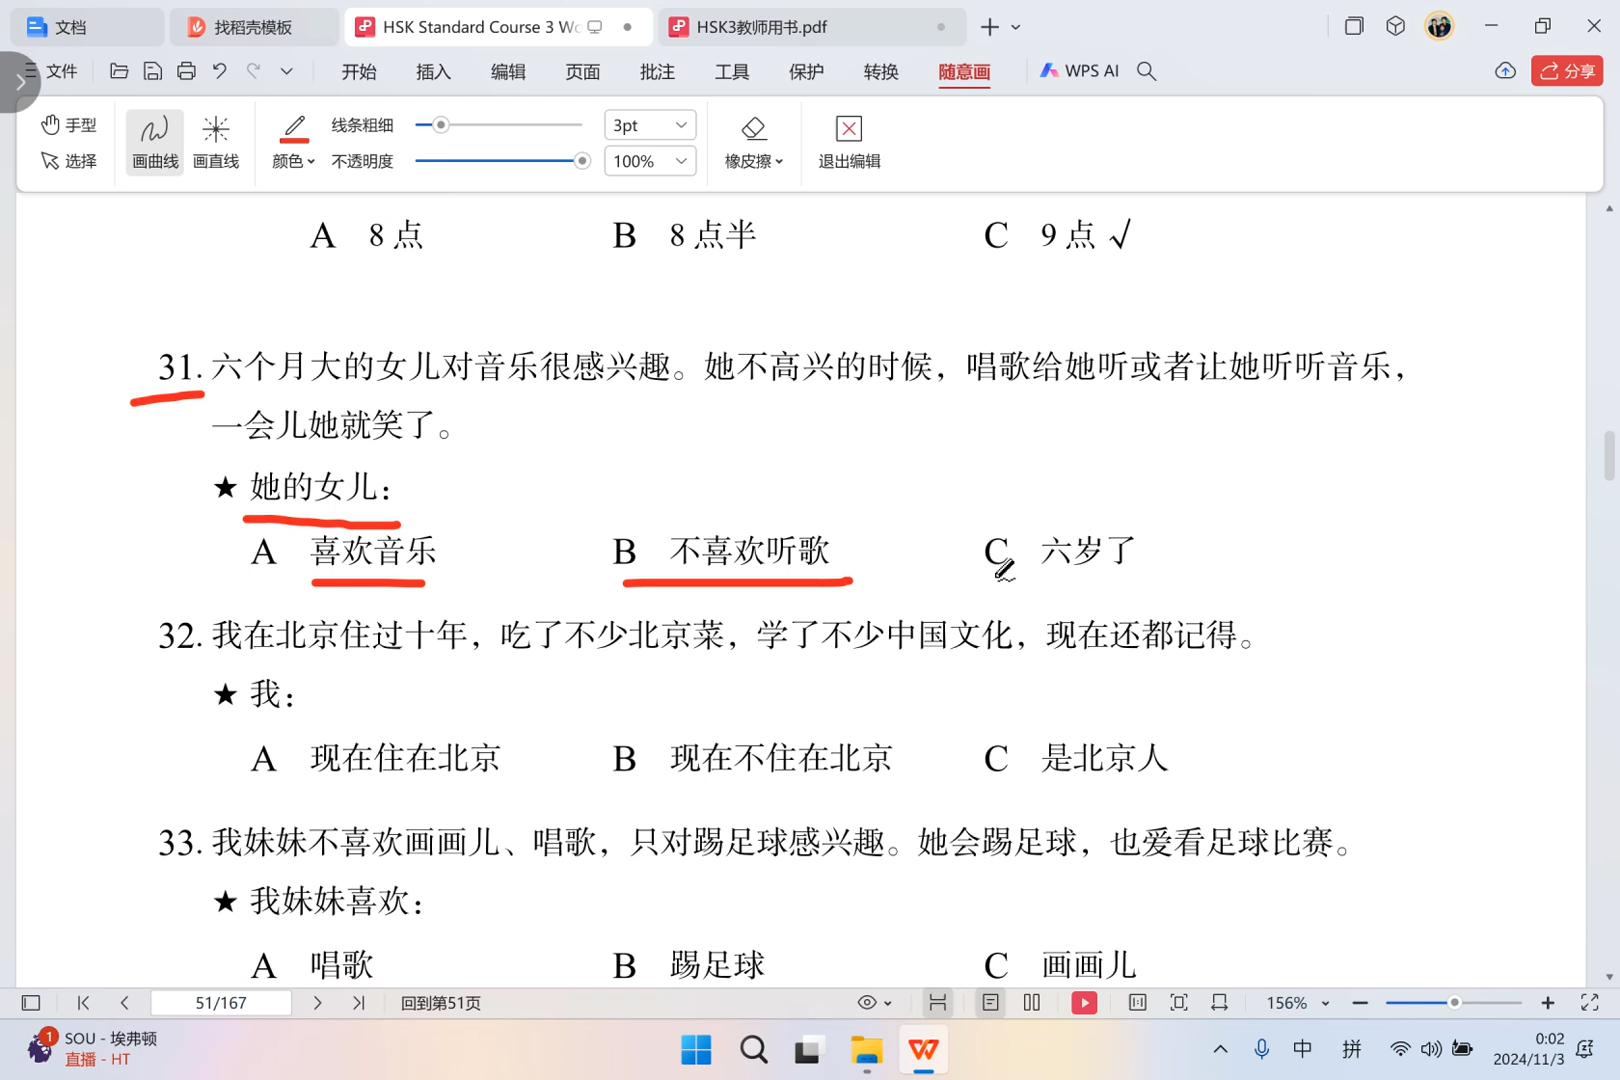 文档
找稻壳模板
HSK Standard Course 3 Wo
HSK3教师用书.pdf
文件
开始
插入
编辑
页面
批注
工具
保护
转换
随意画
WPS AI
分享
手型
选择
画曲线
画直线
颜色
线条粗细
3pt
不透明度
100%
橡皮擦
退出编辑
A 8 点 B 8 点半 C 9 点 √
31. 六个月大的女儿对音乐很感兴趣。她不高兴的时候，唱歌给她听或者让她听听音乐，
一会儿她就笑了。
★ 她的女儿：
A 喜欢音乐 B 不喜欢听歌 C 六岁了
32. 我在北京住过十年，吃了不少北京菜，学了不少中国文化，现在还都记得。
★ 我：
A 现在住在北京 B 现在不住在北京 C 是北京人
33. 我妹妹不喜欢画画儿、唱歌，只对踢足球感兴趣。她会踢足球，也爱看足球比赛。
★ 我妹妹喜欢：
A 唱歌 B 踢足球 C 画画儿
51/167
回到第51页
156%
1
SOU - 埃弗顿
直播 - HT
中
拼
0:02
2024/11/3